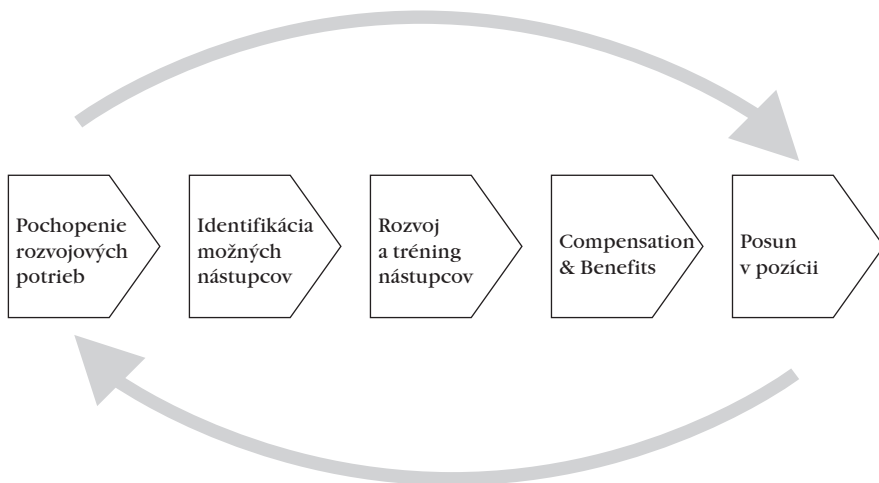 Pochopenie
rozvojových
potrieb
Identifikácia
možných
nástupcov
Rozvoj
a tréning
nástupcov
Compensation
& Benefits
Posun
v pozícii